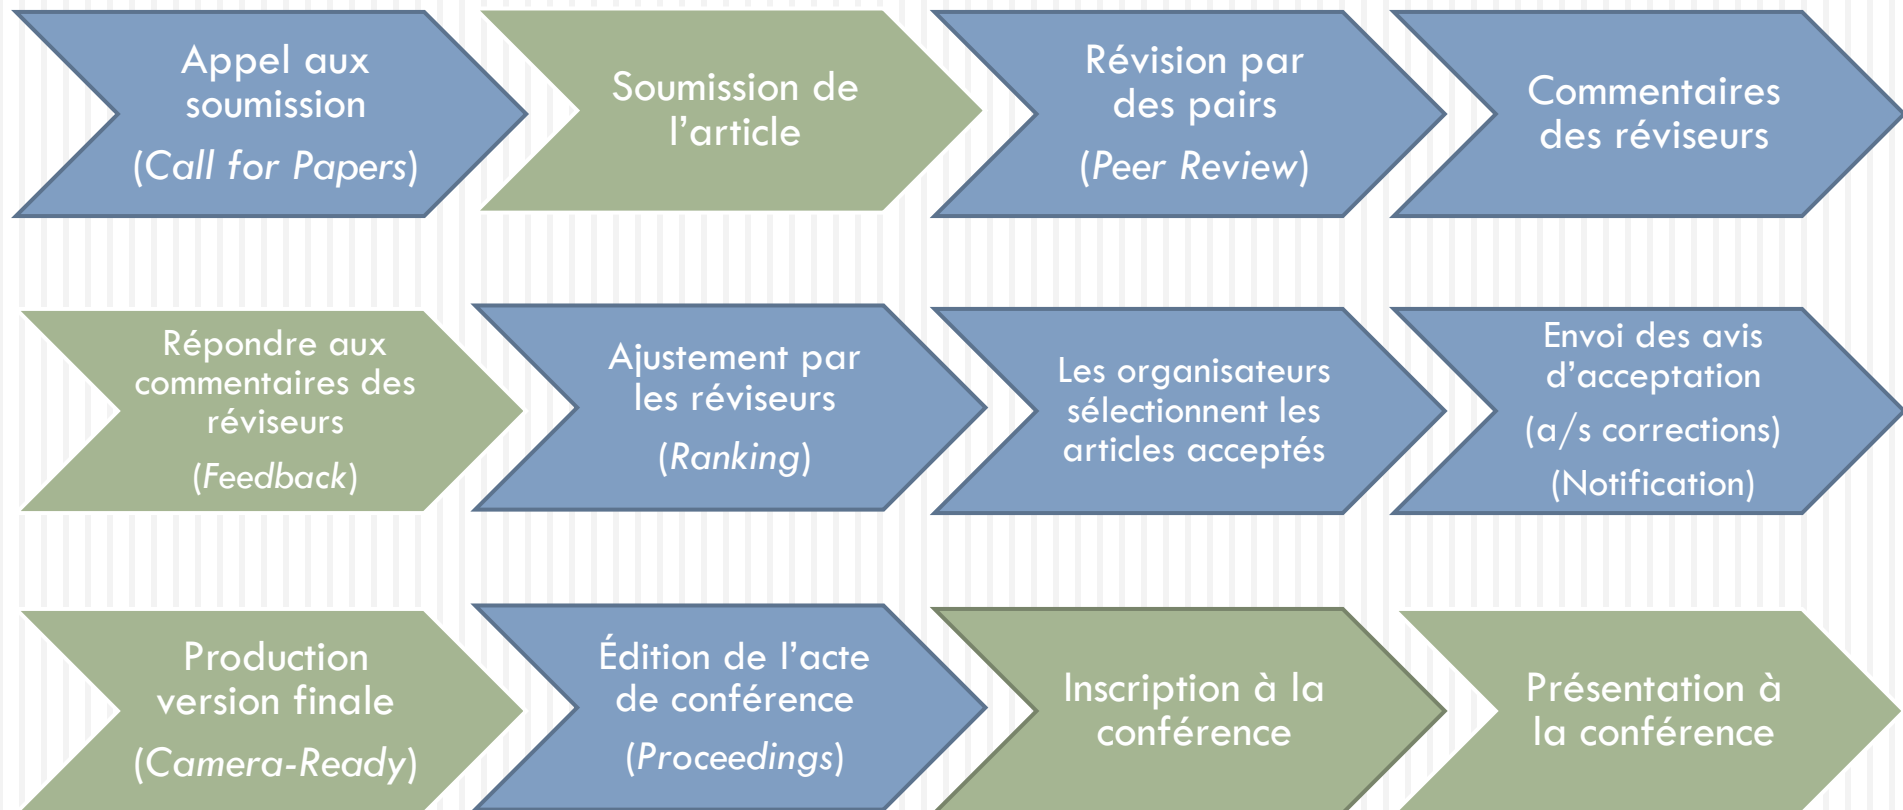 Appel aux
soumission
(Call for Papers)
Soumission de
l'article
Révision par
des pairs
(Peer Review)
Commentaires
des réviseurs
Répondre aux
commentaires des
réviseurs
(Feedback)
Ajustement par
les réviseurs
(Ranking)
Les organisateurs
sélectionnent les
articles acceptés
Envoi des avis
d'acceptation
(a/s corrections)
(Notification)
Production
version finale
(Camera-Ready)
Édition de l'acte
de conférence
(Proceedings)
Inscription à la
conférence
Présentation à
la conférence